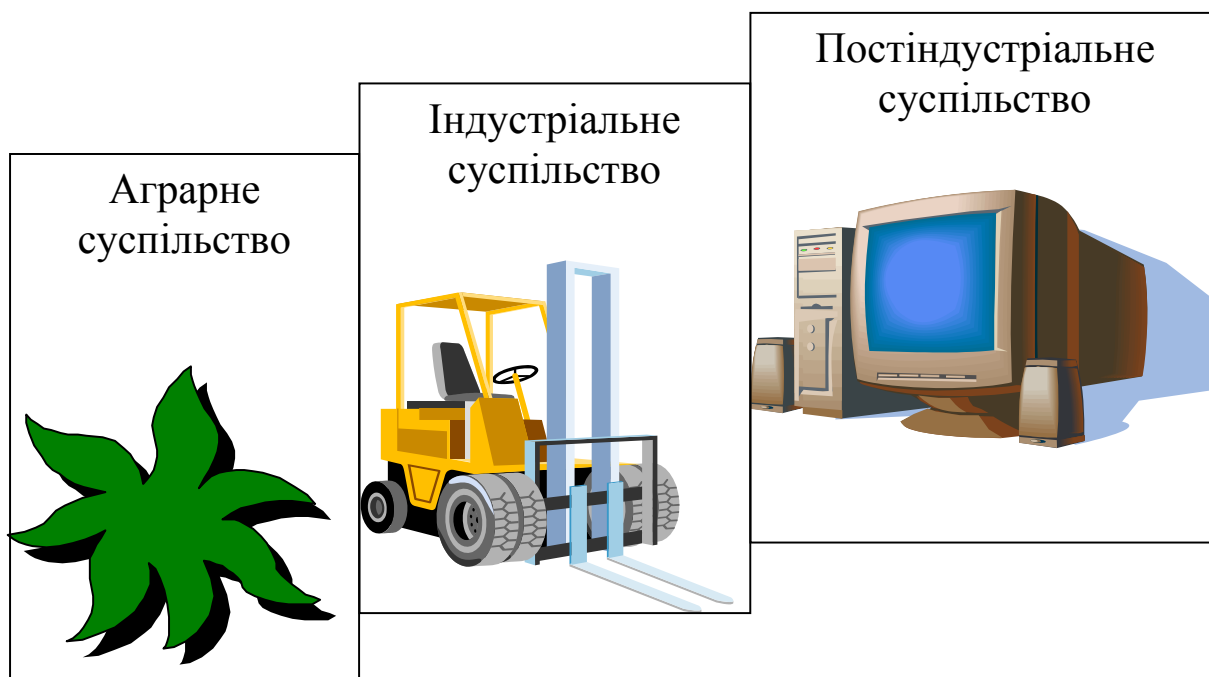 Аграрне
суспільство
Індустріальне
суспільство
Постіндустріальне
суспільство